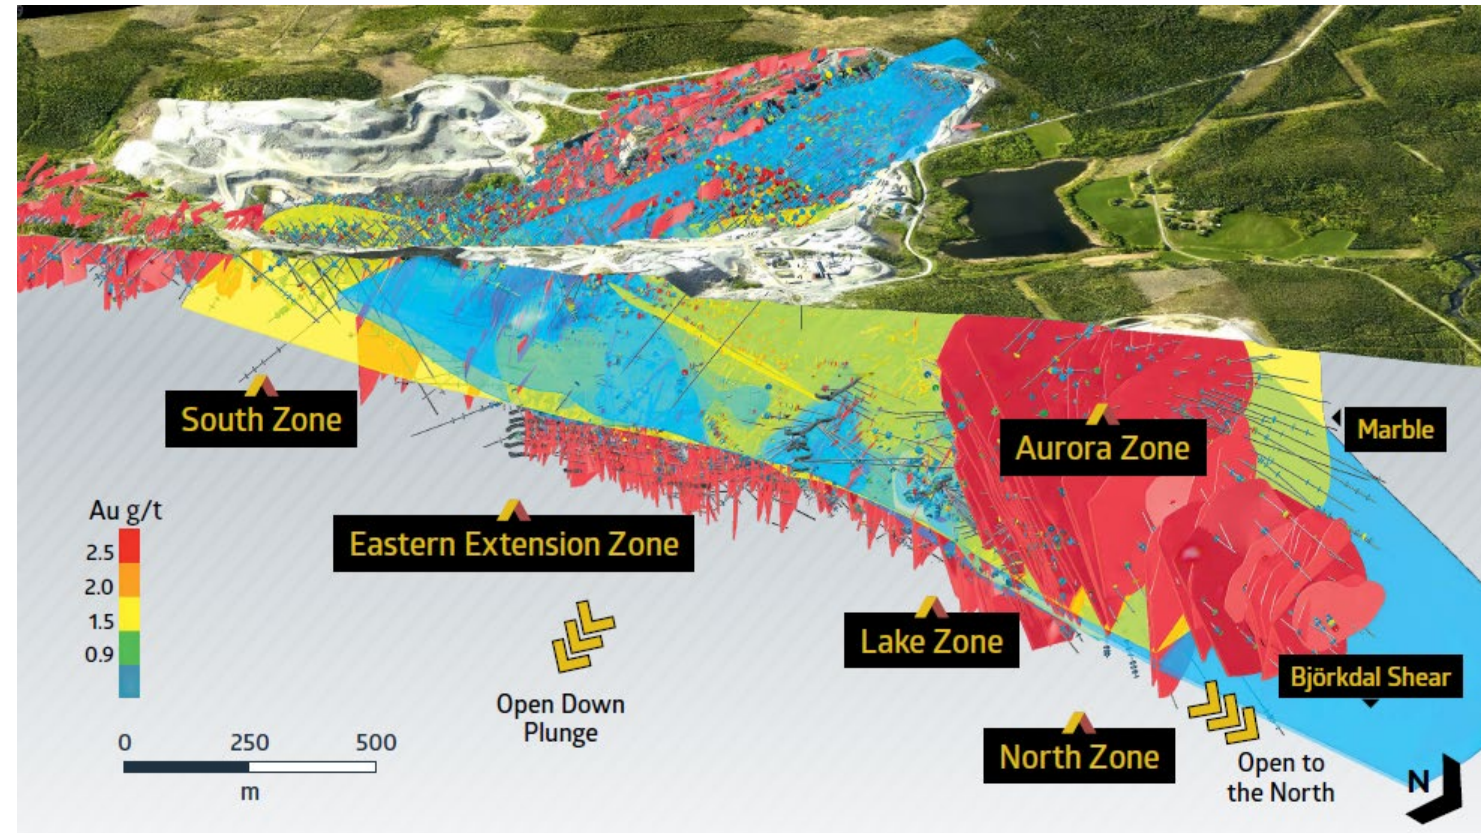 South Zone
Aurora Zone
Marble
Eastern Extension Zone
Au g/t
2.5
2.0
1.5
0.9
Lake Zone
Björkdal Shear
Open Down
Plunge
North Zone
Open to
the North
0 250 500
m
N